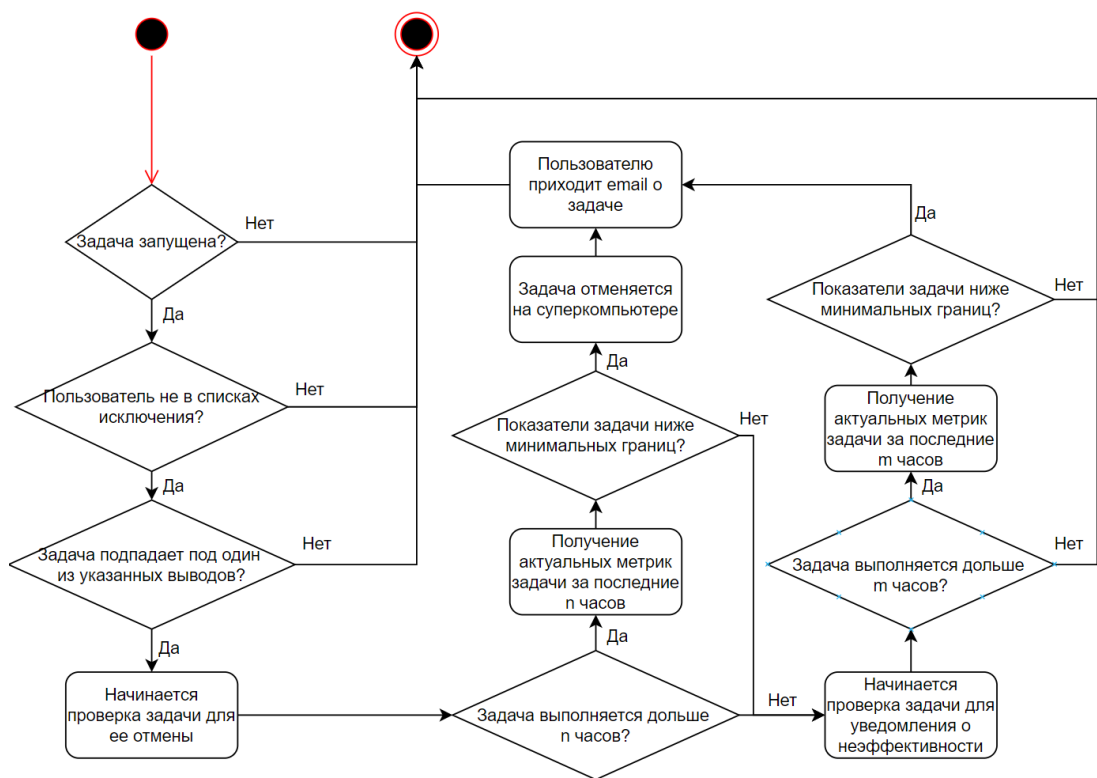 Задача запущена?
Нет
Да
Пользователь не в списках
исключения?
Нет
Да
Задача подпадает под один
из указанных выводов?
Нет
Да
Начинается
проверка задачи для
ее отмены
Задача выполняется дольше
n часов?
Да
Нет
Получение
актуальных метрик
задачи за последние
n часов
Показатели задачи ниже
минимальных границ?
Да
Нет
Задача отменяется
на суперкомпьютере
Пользователю
приходит email о
задаче
Начинается
проверка задачи для
уведомления о
неэффективности
Задача выполняется дольше
m часов?
Да
Нет
Получение
актуальных метрик
задачи за последние
m часов
Показатели задачи ниже
минимальных границ?
Да
Нет